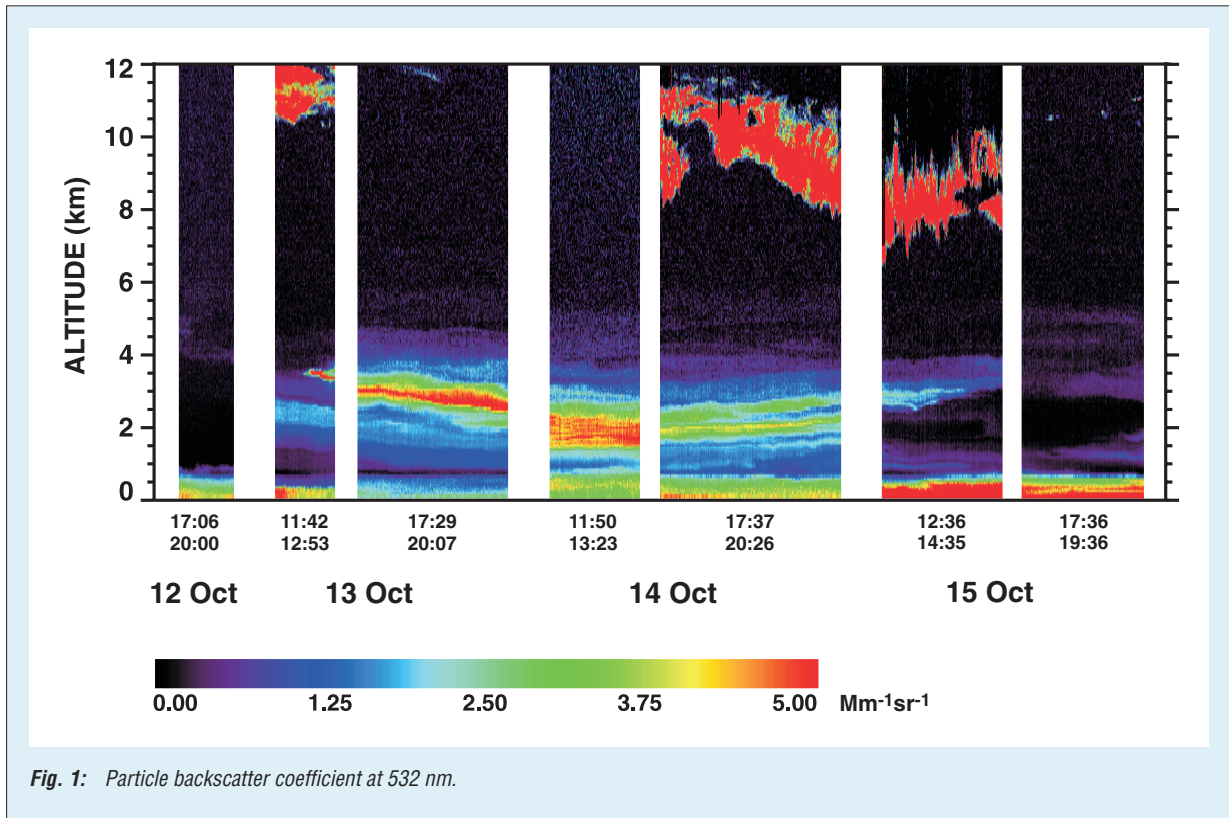 12
10
8
6
4
2
0
ALTITUDE (km)
17:06 11:42 17:29 11:50 17:37 12:36 17:36
20:00 12:53 20:07 13:23 20:26 14:35 19:36
12 Oct 13 Oct 14 Oct 15 Oct
0.00 1.25 2.50 3.75 5.00 Mm-1sr-1
Fig. 1: Particle backscatter coefficient at 532 nm.